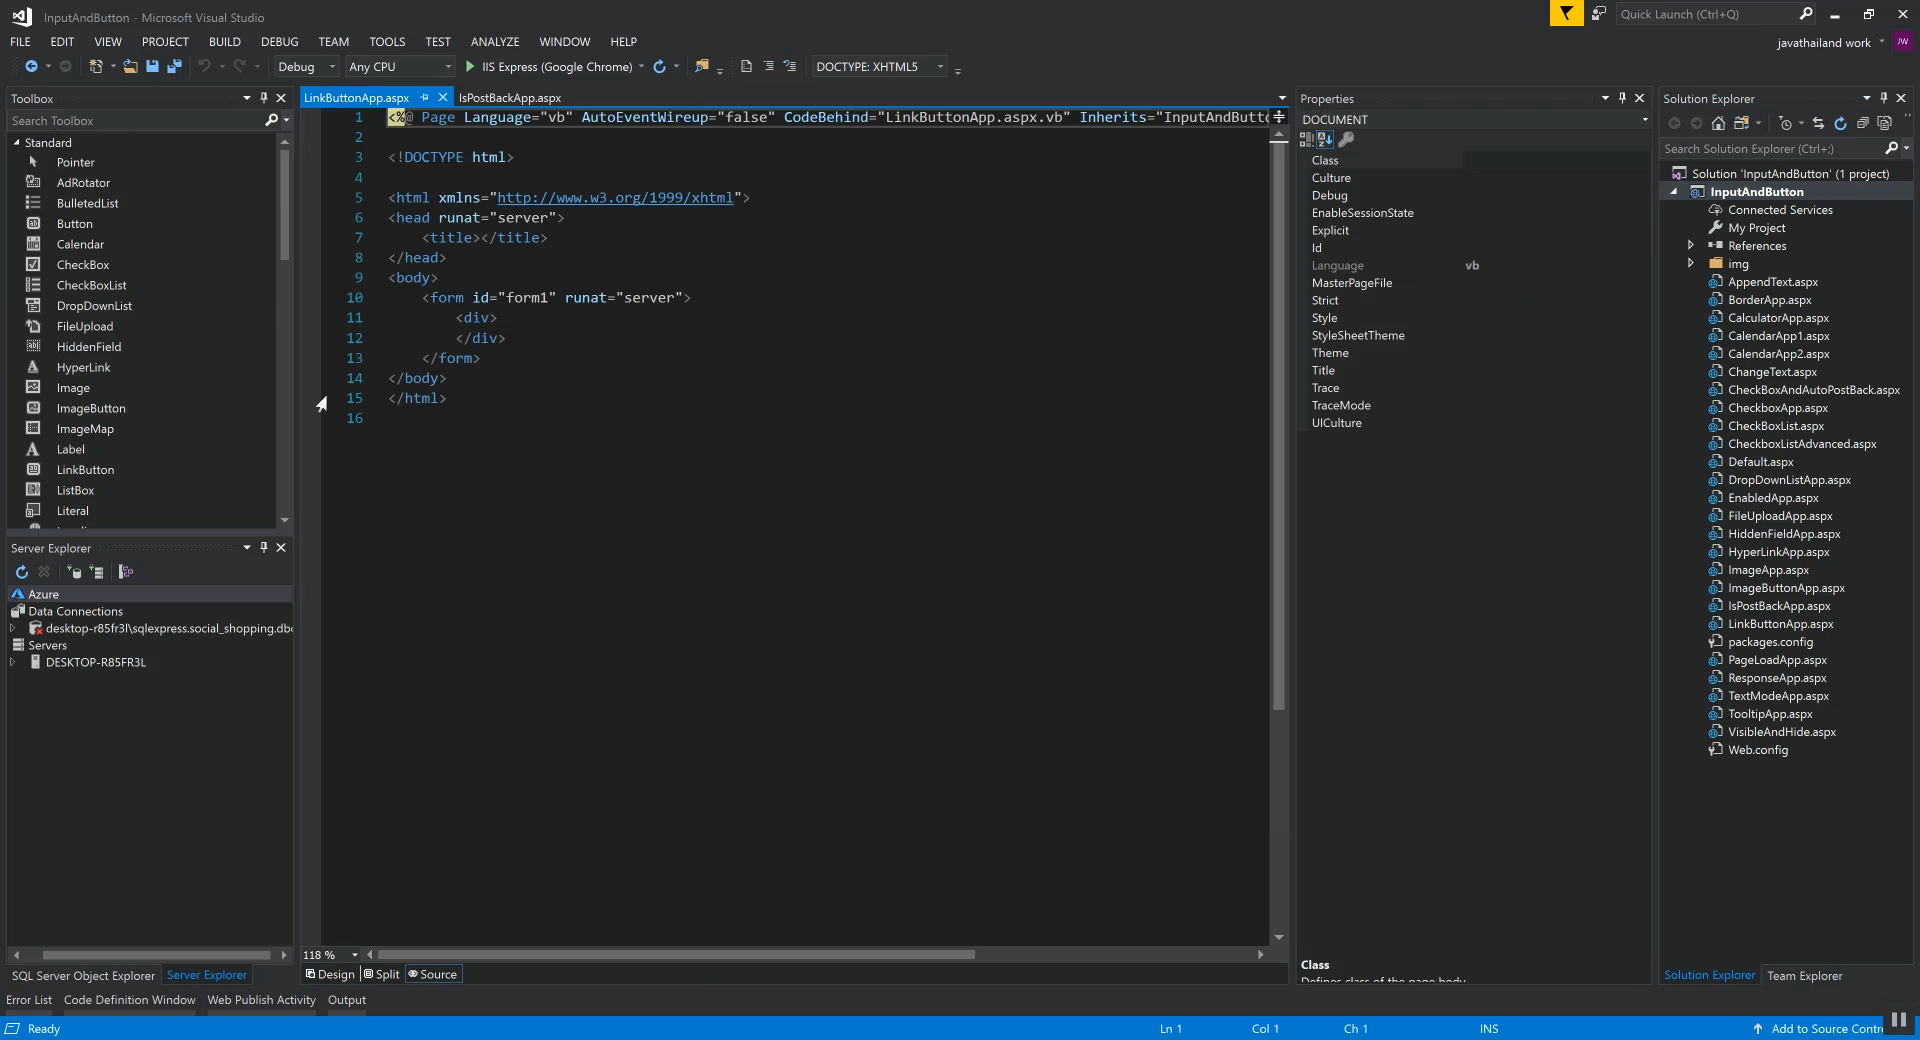 InputAndButton - Microsoft Visual Studio
Quick Launch (Ctrl+Q)
FILE EDIT VIEW PROJECT BUILD DEBUG TEAM TOOLS TEST ANALYZE WINDOW HELP
javathailand work JW
Debug Any CPU IIS Express (Google Chrome) DOCTYPE: XHTML5
Toolbox
Search Toolbox
Standard
Pointer
AdRotator
BulletedList
Button
Calendar
CheckBox
CheckBoxList
DropDownList
FileUpload
HiddenField
HyperLink
Image
ImageButton
ImageMap
Label
LinkButton
ListBox
Literal
Server Explorer
Azure
Data Connections
desktop-r85fr3l\sqlexpress.social_shopping.dbo
Servers
DESKTOP-R85FR3L
SQL Server Object Explorer Server Explorer
LinkButtonApp.aspx IsPostBackApp.aspx
1 <%@ Page Language="vb" AutoEventWireup="false" CodeBehind="LinkButtonApp.aspx.vb" Inherits="InputAndButto
2
3 <!DOCTYPE html>
4
5 <html xmlns="http://www.w3.org/1999/xhtml">
6 <head runat="server">
7 <title></title>
8 </head>
9 <body>
10 <form id="form1" runat="server">
11 <div>
12 </div>
13 </form>
14 </body>
15 </html>
16
118 %
Design Split Source
Properties
DOCUMENT
Class
Culture
Debug
EnableSessionState
Explicit
Id
Language vb
MasterPageFile
Strict
Style
StyleSheetTheme
Theme
Title
Trace
TraceMode
UICulture
Class
Defines class of the page body
Solution Explorer
Search Solution Explorer (Ctrl+;)
Solution 'InputAndButton' (1 project)
InputAndButton
Connected Services
My Project
References
img
AppendText.aspx
BorderApp.aspx
CalculatorApp.aspx
CalendarApp1.aspx
CalendarApp2.aspx
ChangeText.aspx
CheckBoxAndAutoPostBack.aspx
CheckboxApp.aspx
CheckBoxList.aspx
CheckboxListAdvanced.aspx
Default.aspx
DropDownListApp.aspx
EnabledApp.aspx
FileUploadApp.aspx
HiddenFieldApp.aspx
HyperLinkApp.aspx
ImageApp.aspx
ImageButtonApp.aspx
IsPostBackApp.aspx
LinkButtonApp.aspx
packages.config
PageLoadApp.aspx
ResponseApp.aspx
TextModeApp.aspx
TooltipApp.aspx
VisibleAndHide.aspx
Web.config
Solution Explorer Team Explorer
Error List Code Definition Window Web Publish Activity Output
Ready Ln 1 Col 1 Ch 1 INS Add to Source Contr